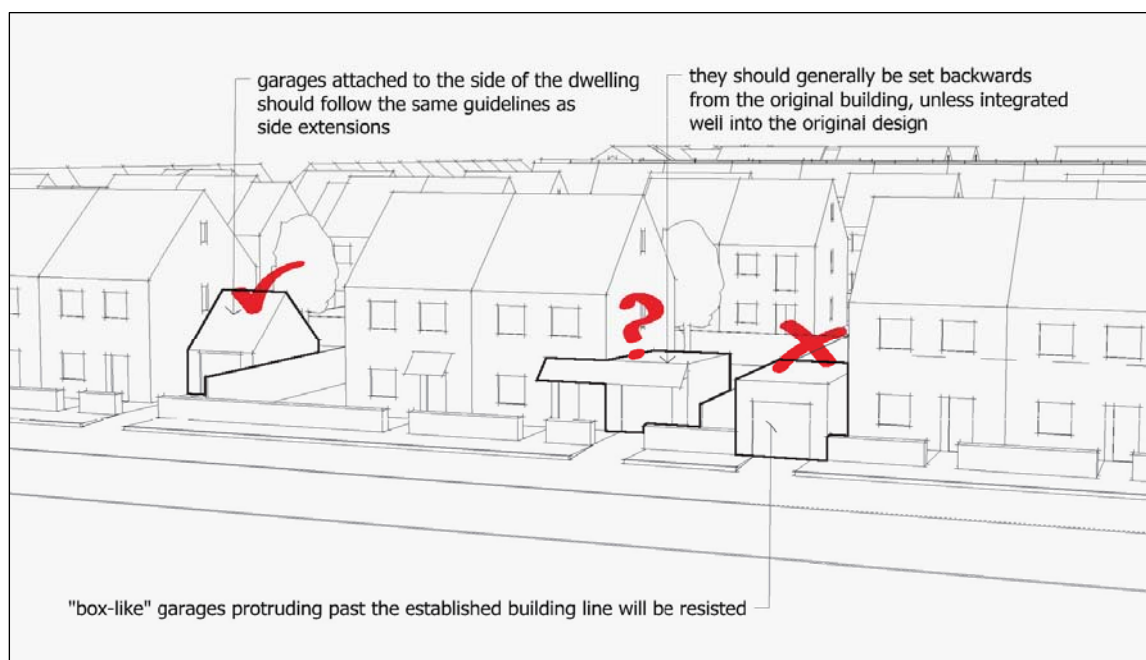 garages attached to the side of the dwelling
should follow the same guidelines as
side extensions
they should generally be set backwards
from the original building, unless integrated
well into the original design
?
"box-like" garages protruding past the established building line will be resisted